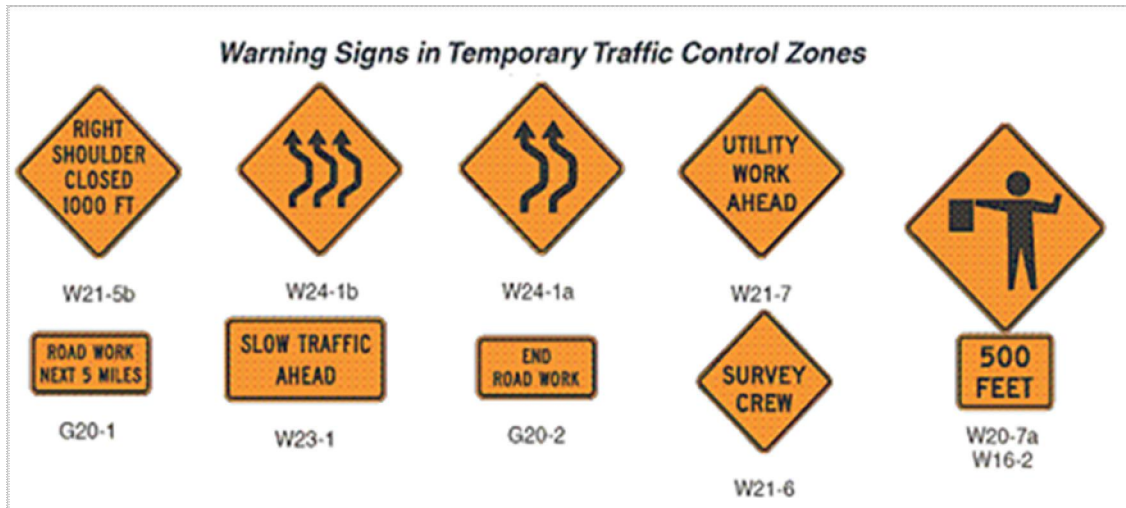 Warning Signs in Temporary Traffic Control Zones
RIGHT
SHOULDER
CLOSED
1000 FT
W21-5b
W24-1b
W24-1a
UTILITY
WORK
AHEAD
W21-7
ROAD WORK
NEXT 5 MILES
G20-1
SLOW TRAFFIC
AHEAD
W23-1
END
ROAD WORK
G20-2
SURVEY
CREW
W21-6
500
FEET
W20-7a
W16-2